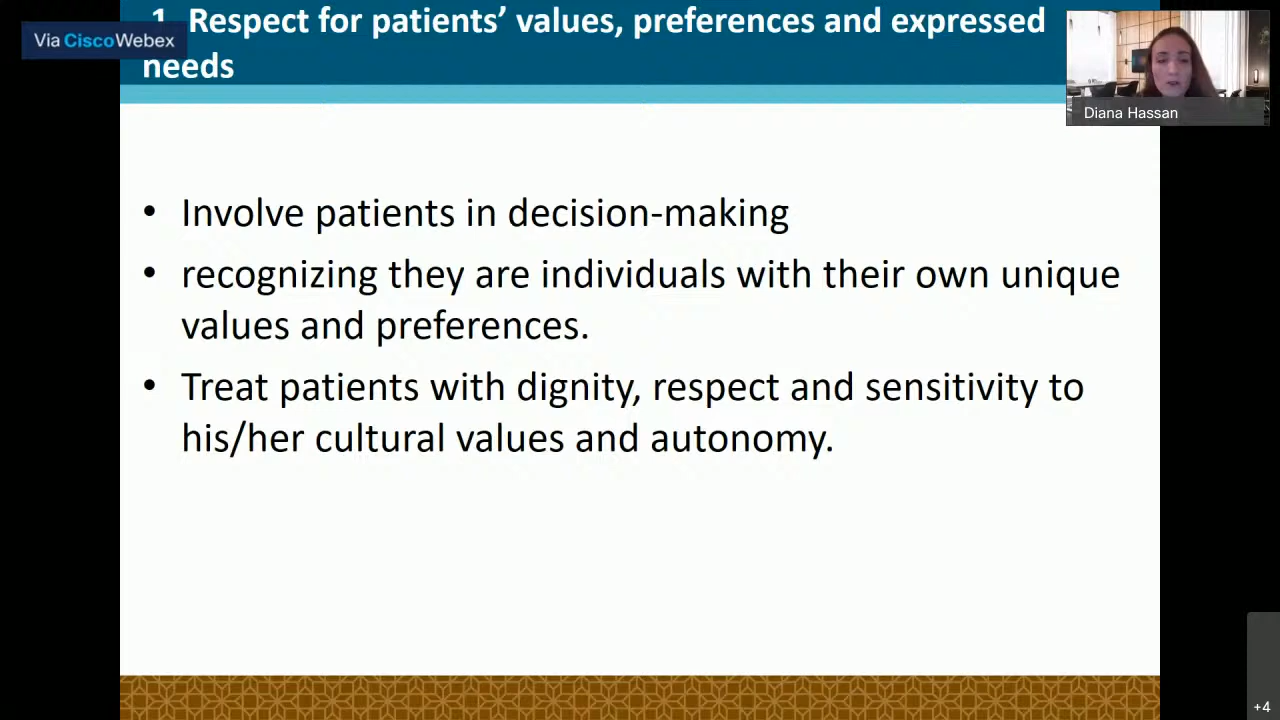 1. Respect for patients’ values, preferences and expressed
needs
Via Cisco Webex
Diana Hassan
• Involve patients in decision-making
• recognizing they are individuals with their own unique
values and preferences.
• Treat patients with dignity, respect and sensitivity to
his/her cultural values and autonomy.
+4